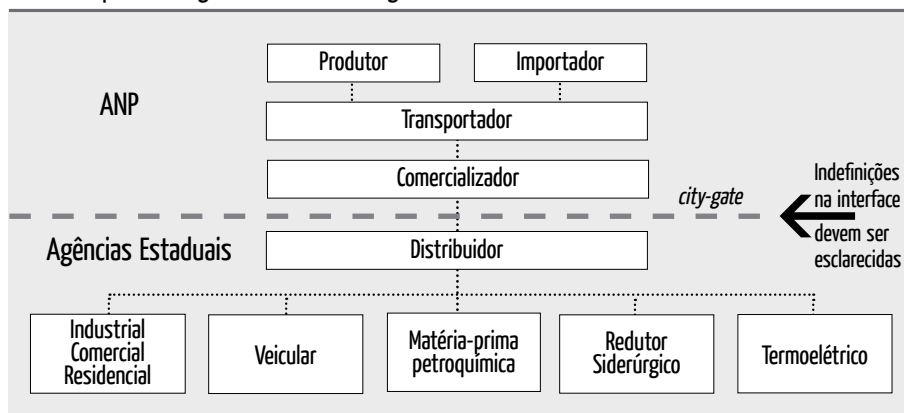 Produtor
Importador
ANP
Transportador
Comercializador
city-gate
Indefinições
na interface
devem ser
esclarecidas
Agências Estaduais
Distribuidor
Industrial
Comercial
Residencial
Veicular
Matéria-prima
petroquímica
Redutor
Siderúrgico
Termoelétrico